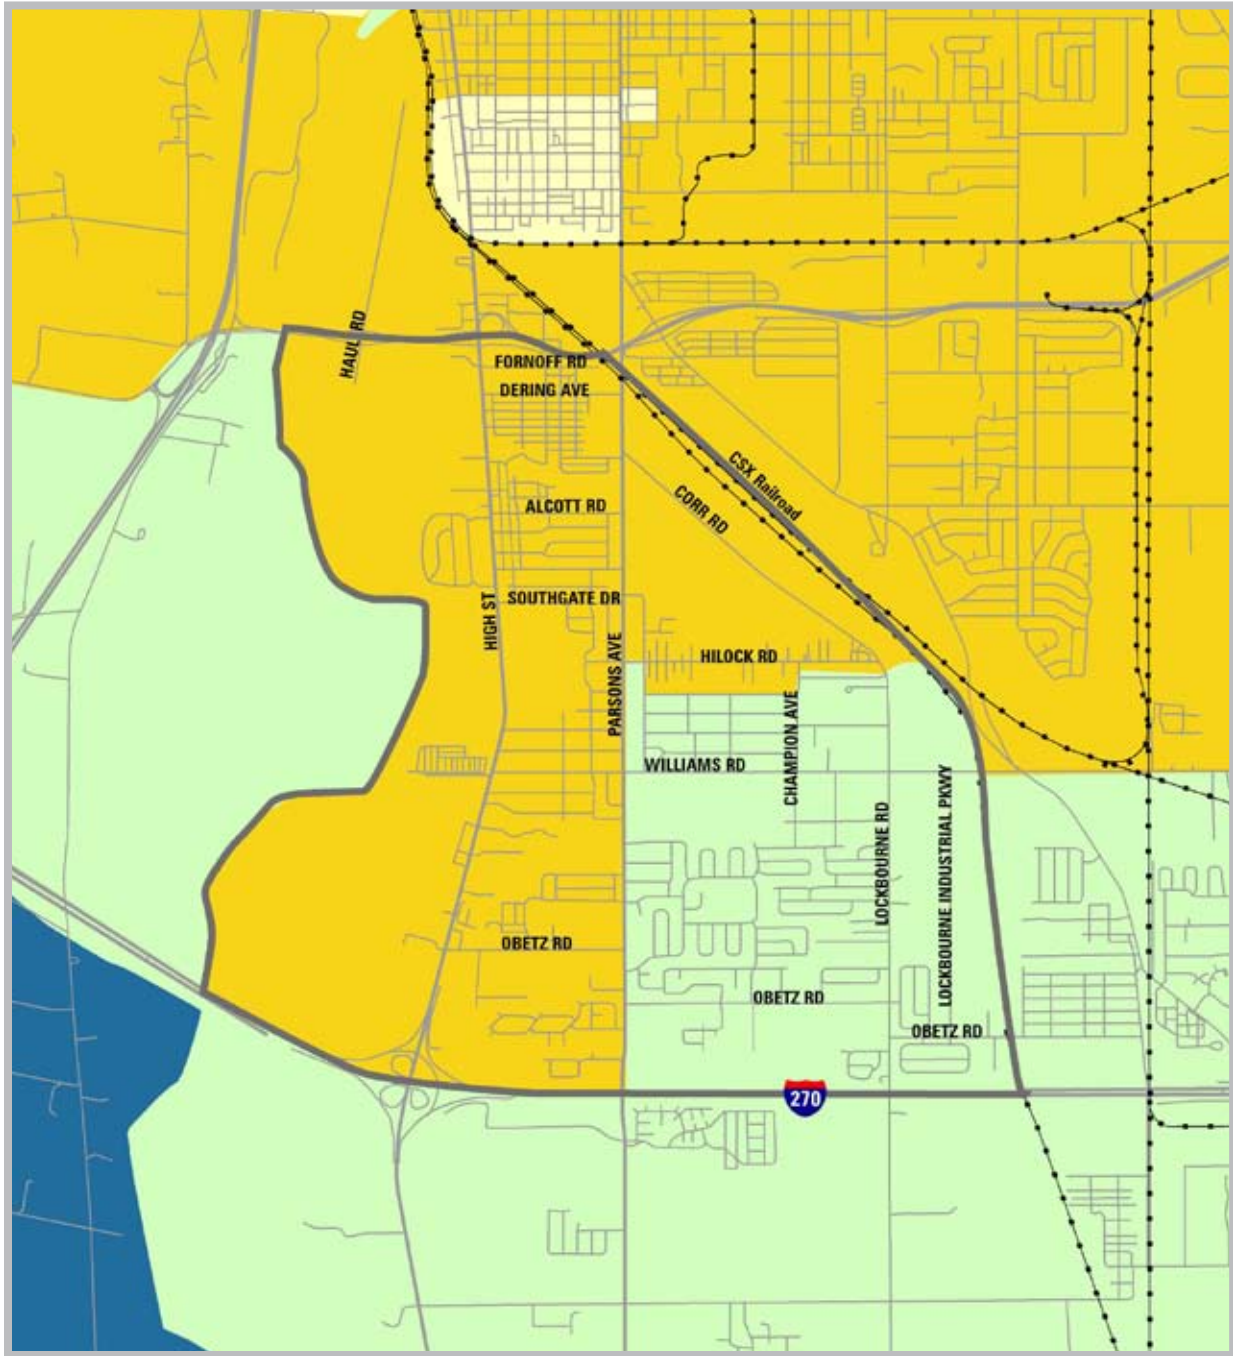 HAUL RD
FORNOFF RD
DERING AVE
CSX Railroad
CORR RD
ALCOTT RD
HIGH ST
SOUTHGATE DR
PARSONS AVE
HILOCK RD
CHAMPION AVE
WILLIAMS RD
LOCKBOURNE RD
LOCKBOURNE INDUSTRIAL PKWY
OBETZ RD
OBETZ RD
OBETZ RD
270